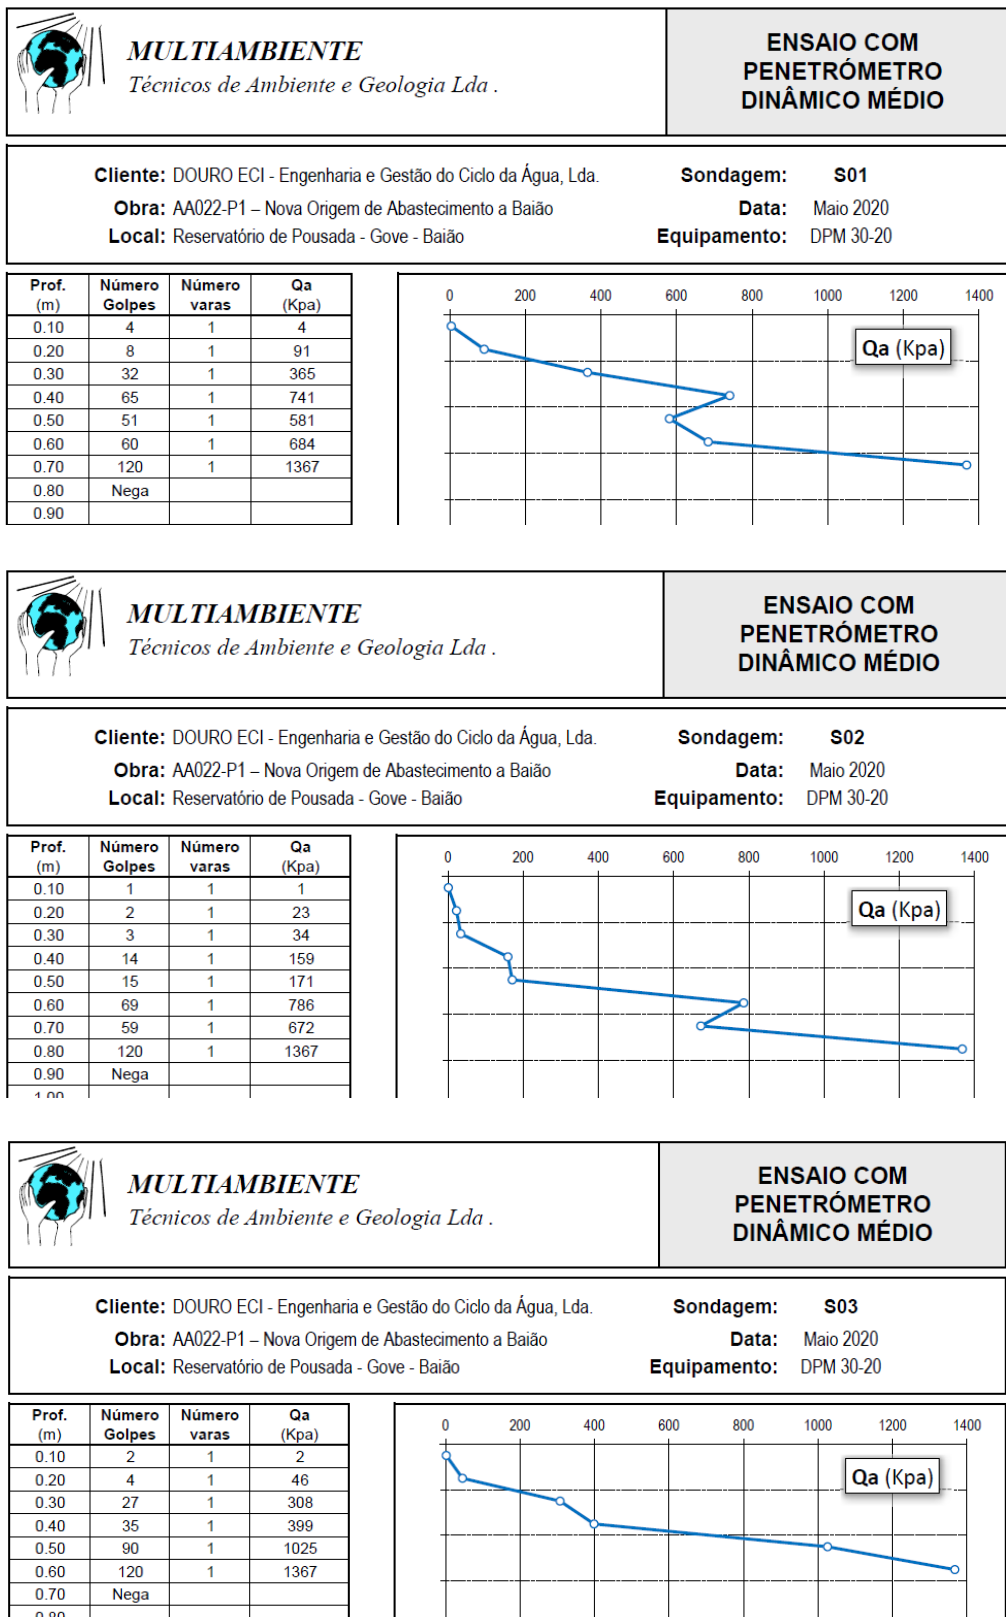 MULTIAMBIENTE
Técnicos de Ambiente e Geologia Lda .
ENSAIO COM
PENETRÓMETRO
DINÂMICO MÉDIO
Cliente: DOURO ECI - Engenharia e Gestão do Ciclo da Água, Lda. Sondagem: S01
Obra: AA022-P1 – Nova Origem de Abastecimento a Baião Data: Maio 2020
Local: Reservatório de Pousada - Gove - Baião Equipamento: DPM 30-20
Prof. Número Número Qa
(m) Golpes varas (Kpa)
0.10 4 1 4
0.20 8 1 91
0.30 32 1 365
0.40 65 1 741
0.50 51 1 581
0.60 60 1 684
0.70 120 1 1367
0.80 Nega
0.90
0 200 400 600 800 1000 1200 1400
Qa (Kpa)
MULTIAMBIENTE
Técnicos de Ambiente e Geologia Lda .
ENSAIO COM
PENETRÓMETRO
DINÂMICO MÉDIO
Cliente: DOURO ECI - Engenharia e Gestão do Ciclo da Água, Lda. Sondagem: S02
Obra: AA022-P1 – Nova Origem de Abastecimento a Baião Data: Maio 2020
Local: Reservatório de Pousada - Gove - Baião Equipamento: DPM 30-20
Prof. Número Número Qa
(m) Golpes varas (Kpa)
0.10 1 1 1
0.20 2 1 23
0.30 3 1 34
0.40 14 1 159
0.50 15 1 171
0.60 69 1 786
0.70 59 1 672
0.80 120 1 1367
0.90 Nega
1.00
0 200 400 600 800 1000 1200 1400
Qa (Kpa)
MULTIAMBIENTE
Técnicos de Ambiente e Geologia Lda .
ENSAIO COM
PENETRÓMETRO
DINÂMICO MÉDIO
Cliente: DOURO ECI - Engenharia e Gestão do Ciclo da Água, Lda. Sondagem: S03
Obra: AA022-P1 – Nova Origem de Abastecimento a Baião Data: Maio 2020
Local: Reservatório de Pousada - Gove - Baião Equipamento: DPM 30-20
Prof. Número Número Qa
(m) Golpes varas (Kpa)
0.10 2 1 2
0.20 4 1 46
0.30 27 1 308
0.40 35 1 399
0.50 90 1 1025
0.60 120 1 1367
0.70 Nega
0.80
0 200 400 600 800 1000 1200 1400
Qa (Kpa)